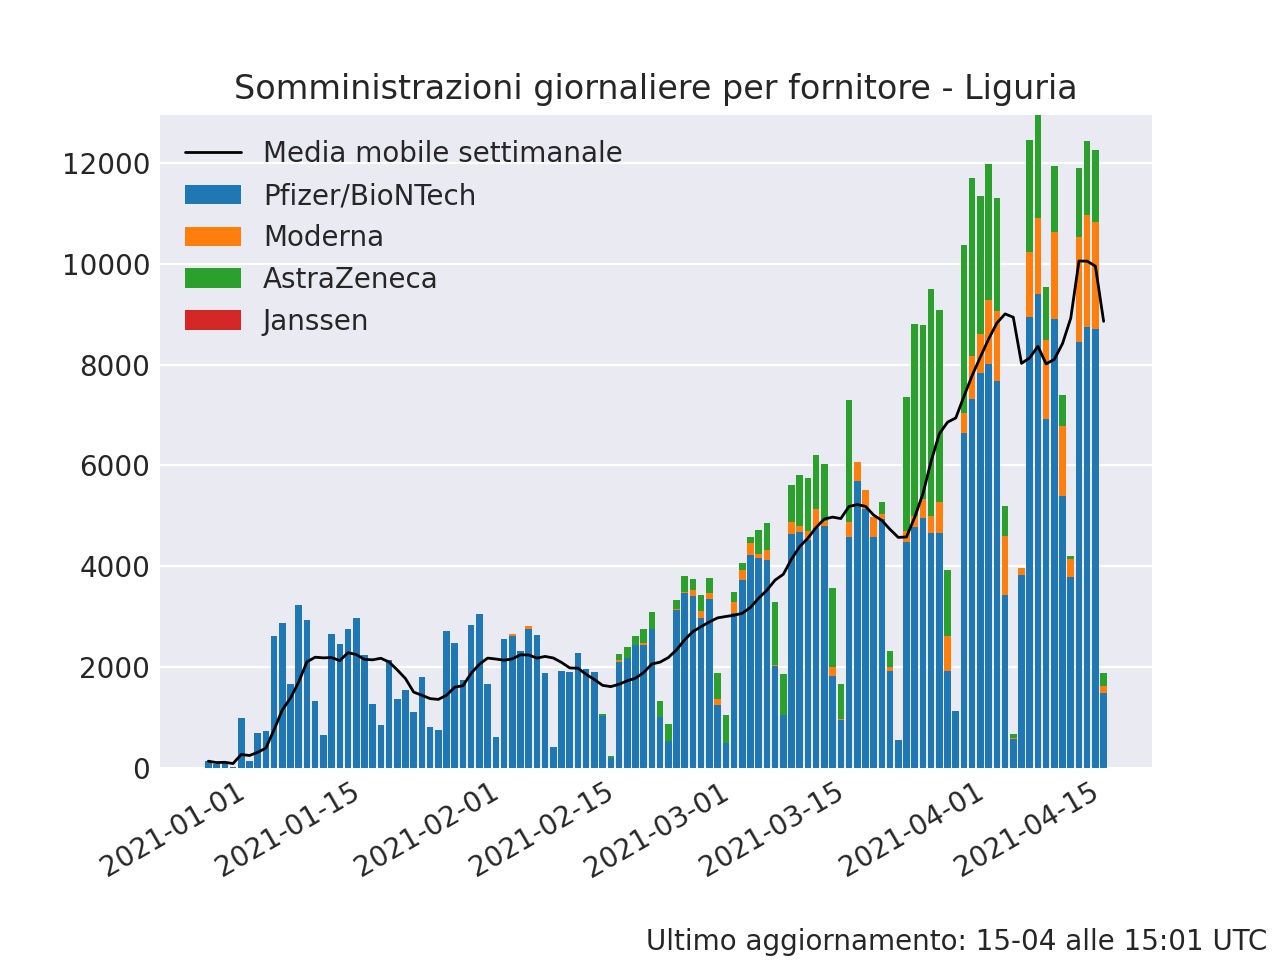 Somministrazioni giornaliere per fornitore - Liguria
Media mobile settimanale
Pfizer/BioNTech
Moderna
AstraZeneca
Janssen
12000
10000
8000
6000
4000
2000
0
2021-01-01
2021-01-15
2021-02-01
2021-02-15
2021-03-01
2021-03-15
2021-04-01
2021-04-15
Ultimo aggiornamento: 15-04 alle 15:01 UTC